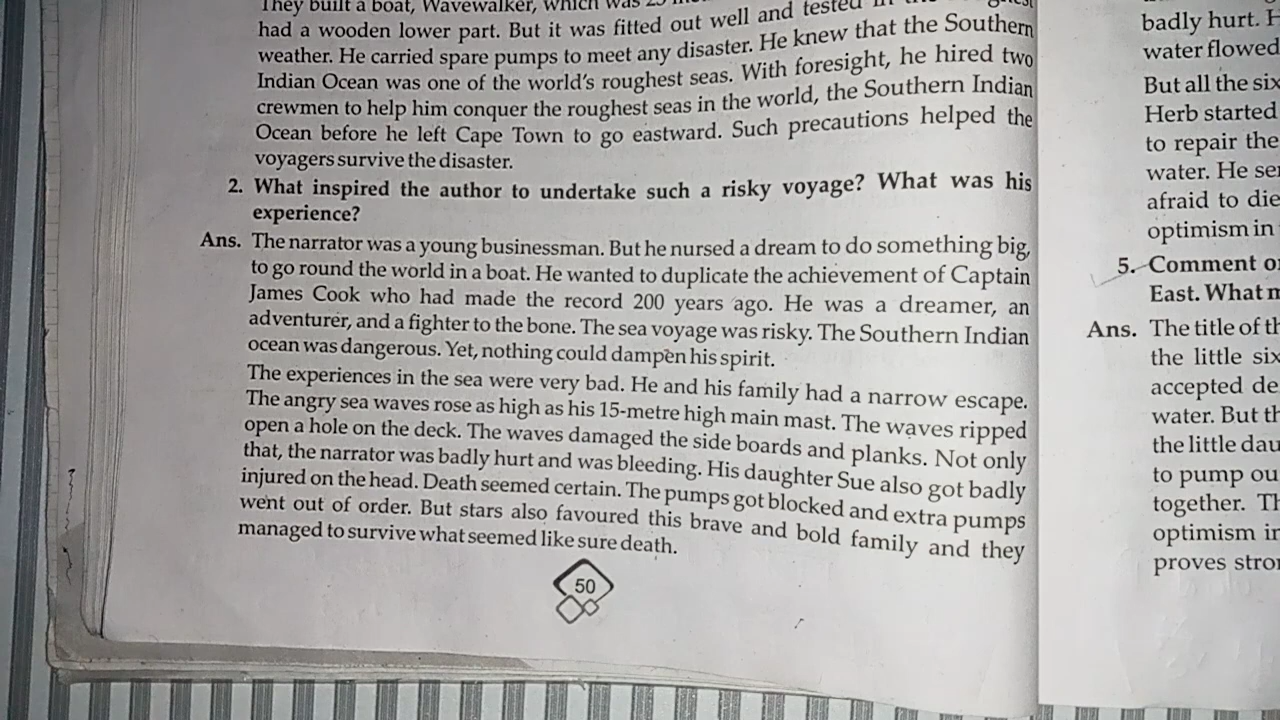 They built a boat, Wavewalker, which was
had a wooden lower part. But it was fitted out well and tested in
weather. He carried spare pumps to meet any disaster. He knew that the Southern
Indian Ocean was one of the world's roughest seas. With foresight, he hired two
crewmen to help him conquer the roughest seas in the world, the Southern Indian
Ocean before he left Cape Town to go eastward. Such precautions helped the
voyagers survive the disaster.
2. What inspired the author to undertake such a risky voyage? What was his
experience?
Ans. The narrator was a young businessman. But he nursed a dream to do something big,
to go round the world in a boat. He wanted to duplicate the achievement of Captain
James Cook who had made the record 200 years ago. He was a dreamer, an
adventurer, and a fighter to the bone. The sea voyage was risky. The Southern Indian
ocean was dangerous. Yet, nothing could dampen his spirit.
The experiences in the sea were very bad. He and his family had a narrow escape.
The angry sea waves rose as high as his 15-metre high main mast. The waves ripped
open a hole on the deck. The waves damaged the side boards and planks. Not only
that, the narrator was badly hurt and was bleeding. His daughter Sue also got badly
injured on the head. Death seemed certain. The pumps got blocked and extra pumps
went out of order. But stars also favoured this brave and bold family and they
managed to survive what seemed like sure death.
50
badly hurt.
water flowed
But all the six
Herb started
to repair the
water. He
afraid to die
optimism in
5. Comment
East. What
Ans. The title of
the little six
accepted
water. But
the little
to pump
together.
optimism
proves